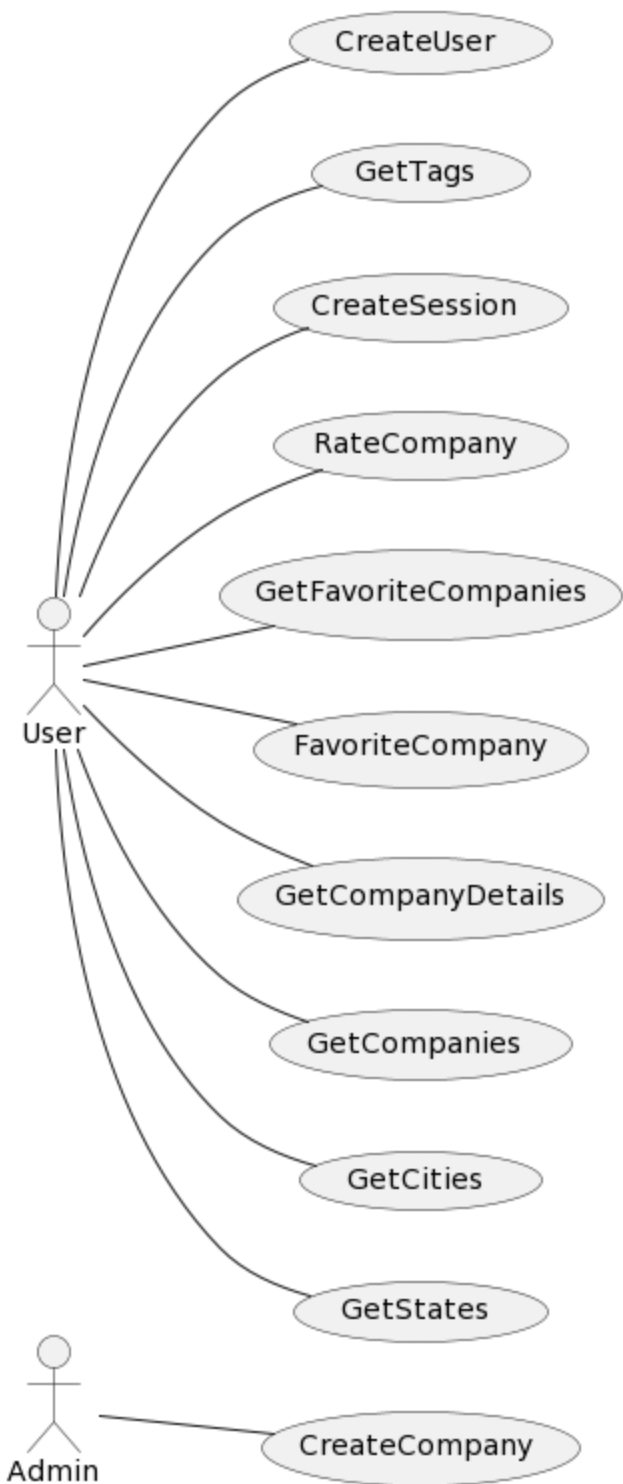 CreateUser
GetTags
CreateSession
RateCompany
GetFavoriteCompanies
User
FavoriteCompany
GetCompanyDetails
GetCompanies
GetCities
GetStates
CreateCompany
Admin